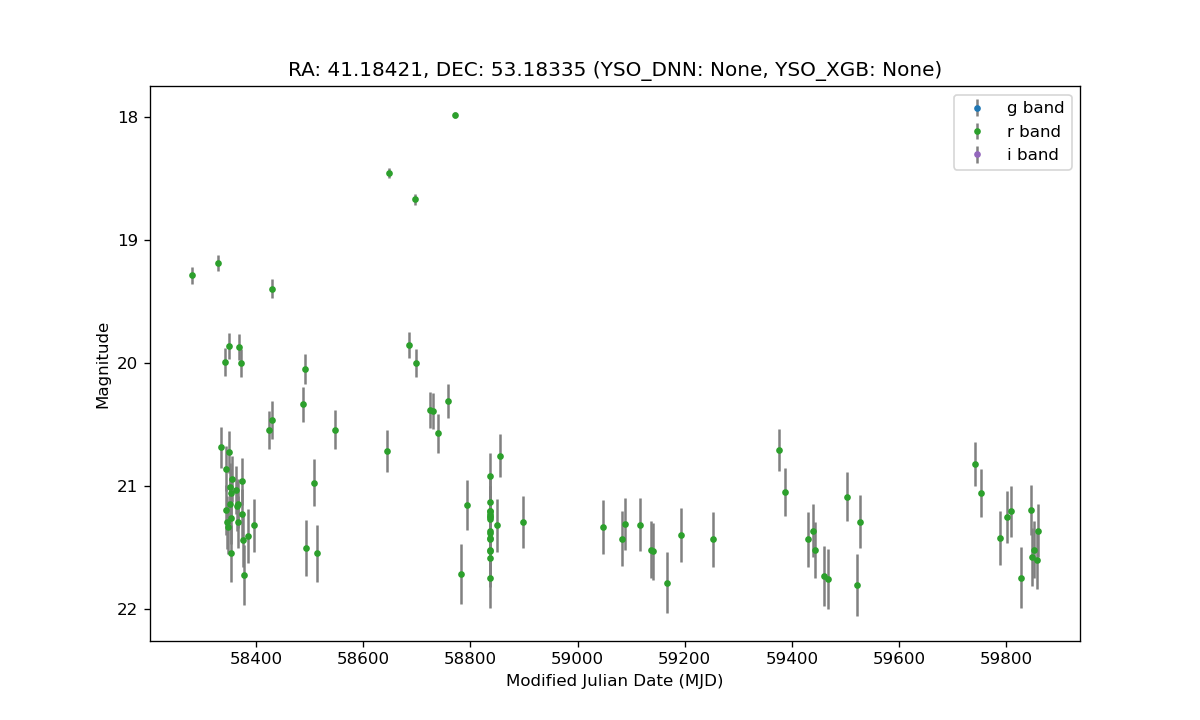 RA: 41.18421, DEC: 53.18335 (YSO_DNN: None, YSO_XGB: None)
g band
r band
i band
18
19
20
21
22
Magnitude
58400 58600 58800 59000 59200 59400 59600 59800
Modified Julian Date (MJD)